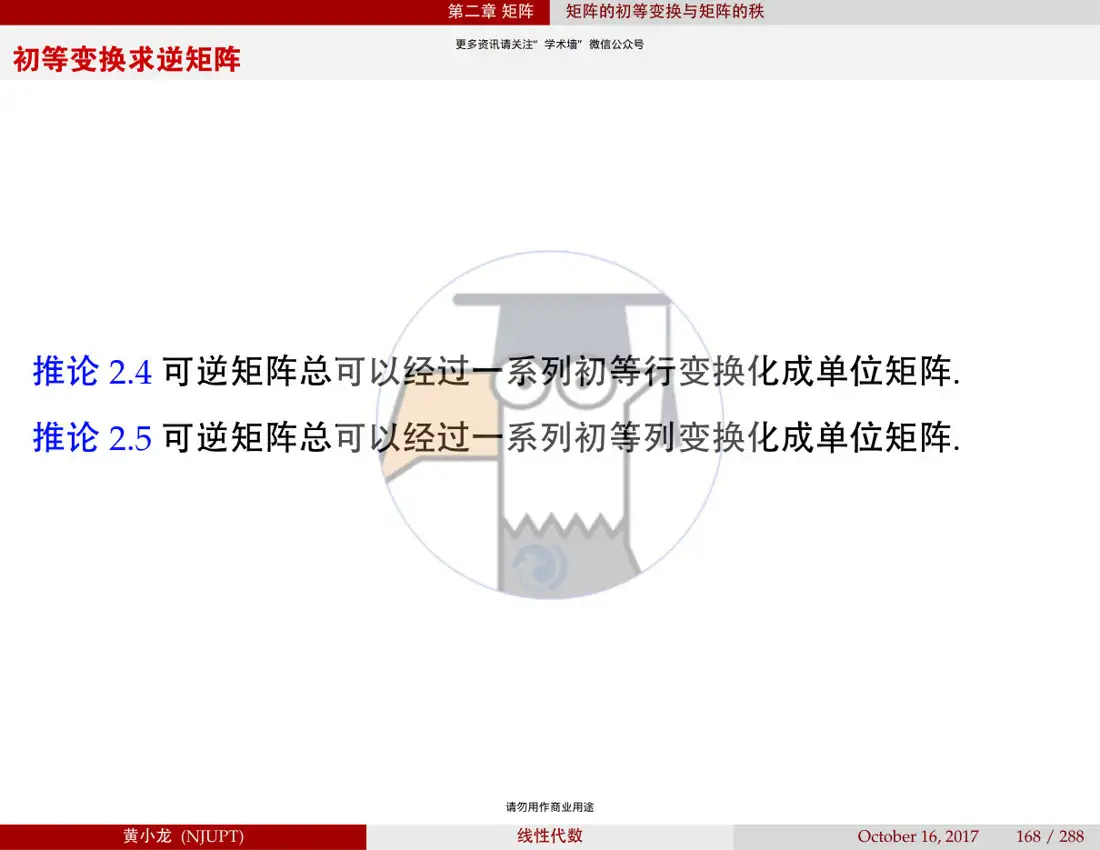 第二章 矩阵 矩阵的初等变换与矩阵的秩
更多资讯请关注“学术墙”微信公众号
初等变换求逆矩阵
推论 2.4 可逆矩阵总可以经过一系列初等行变换化成单位矩阵.
推论 2.5 可逆矩阵总可以经过一系列初等列变换化成单位矩阵.
请勿用作商业用途
黄小龙 (NJUPT) 线性代数 October 16, 2017 168 / 288